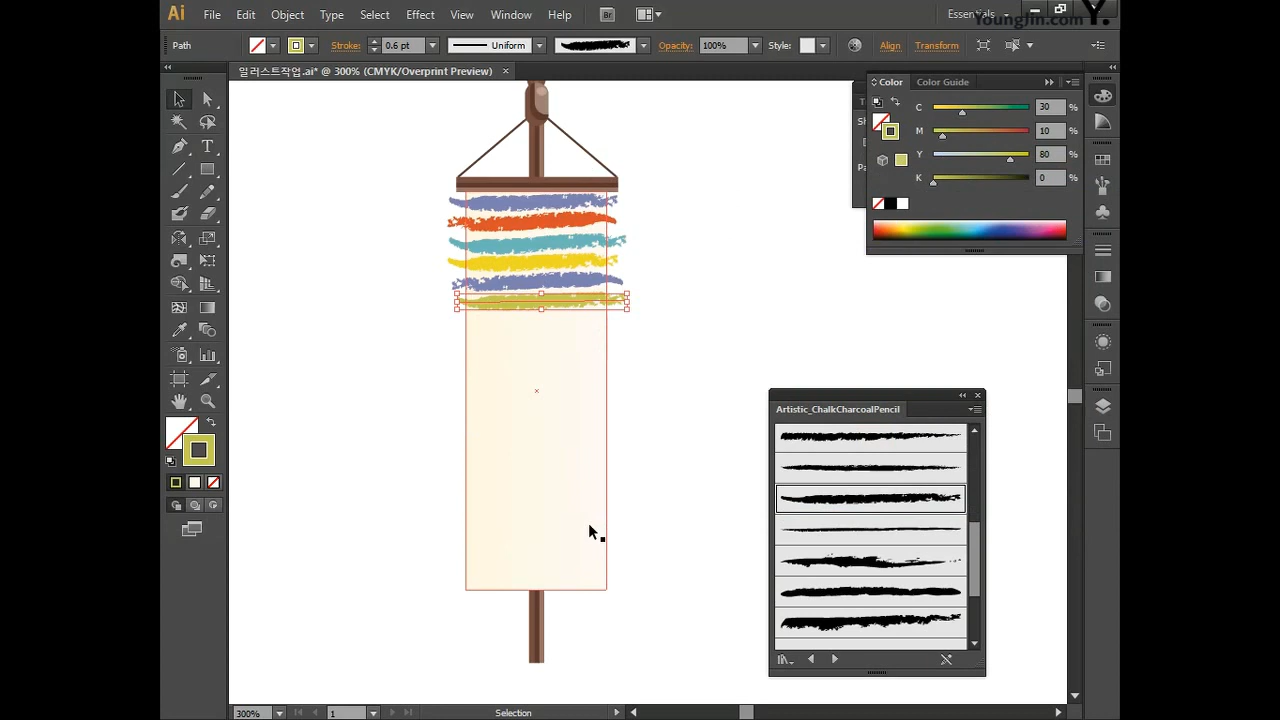 Ai File Edit Object Type Select Effect View Window Help Br Essentials
Youngjin.com Y.
Path Stroke: 0.6 pt Uniform Opacity: 100% Style: Align Transform
일러스트작업.ai* @ 300% (CMYK/Overprint Preview)
Color Color Guide
C 30 %
M 10 %
Y 80 %
K 0 %
Artistic_ChalkCharcoalPencil
300% 1 Selection